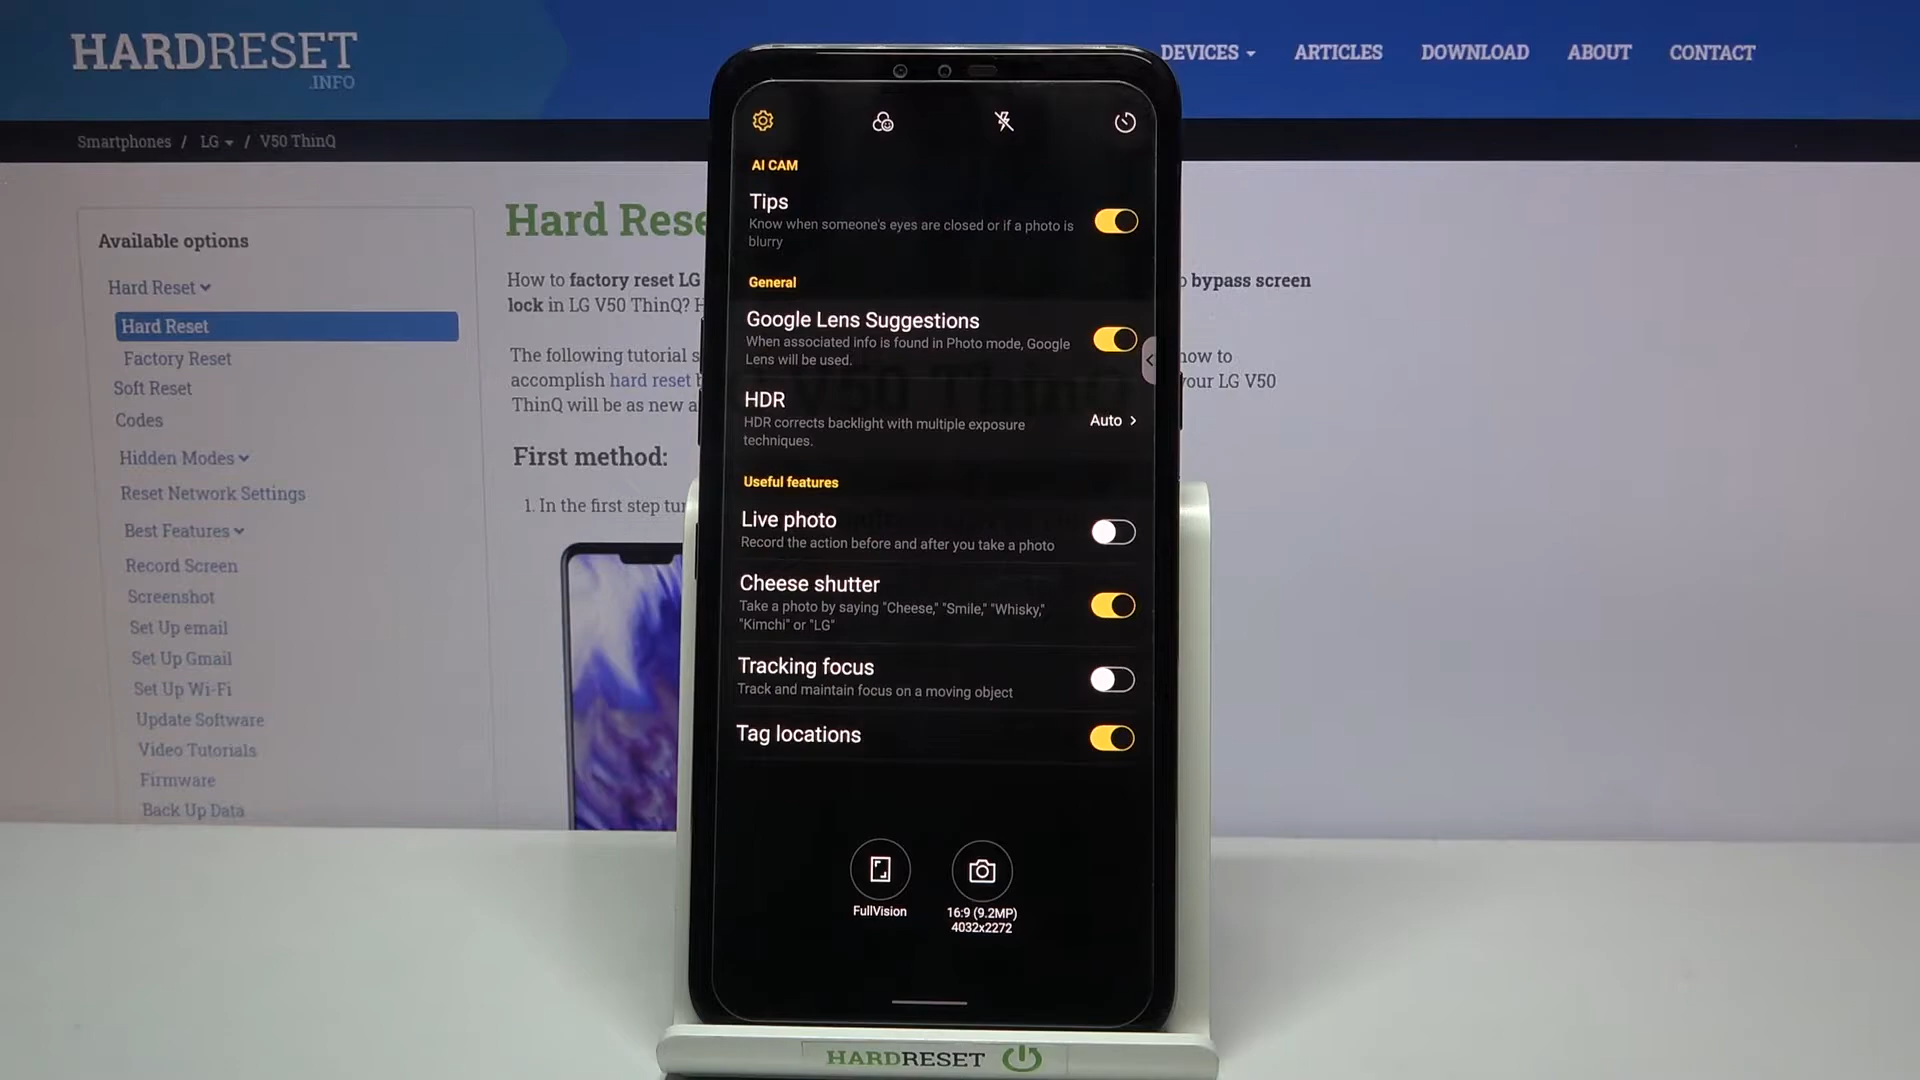 HARDRESET
.INFO
DEVICES
ARTICLES
DOWNLOAD
ABOUT
CONTACT
Smartphones / LG / V50 ThinQ
Available options
Hard Reset
Hard Reset
Factory Reset
Soft Reset
Codes
Hidden Modes
Reset Network Settings
Best Features
Record Screen
Screenshot
Set Up email
Set Up Gmail
Set Up Wi-Fi
Update Software
Video Tutorials
Firmware
Back Up Data
Hard Rese
How to factory reset LG
bypass screen
lock in LG V50 ThinQ? H
The following tutorial s
how to
accomplish hard reset b
your LG V50
ThinQ will be as new a
First method:
1. In the first step tur
AI CAM
Tips
Know when someone's eyes are closed or if a photo is
blurry
General
Google Lens Suggestions
When associated info is found in Photo mode, Google
Lens will be used.
HDR
HDR corrects backlight with multiple exposure
techniques.
Auto >
Useful features
Live photo
Record the action before and after you take a photo
Cheese shutter
Take a photo by saying "Cheese," "Smile," "Whisky,"
"Kimchi" or "LG"
Tracking focus
Track and maintain focus on a moving object
Tag locations
FullVision
16:9 (9.2MP)
4032x2272
HARDRESET